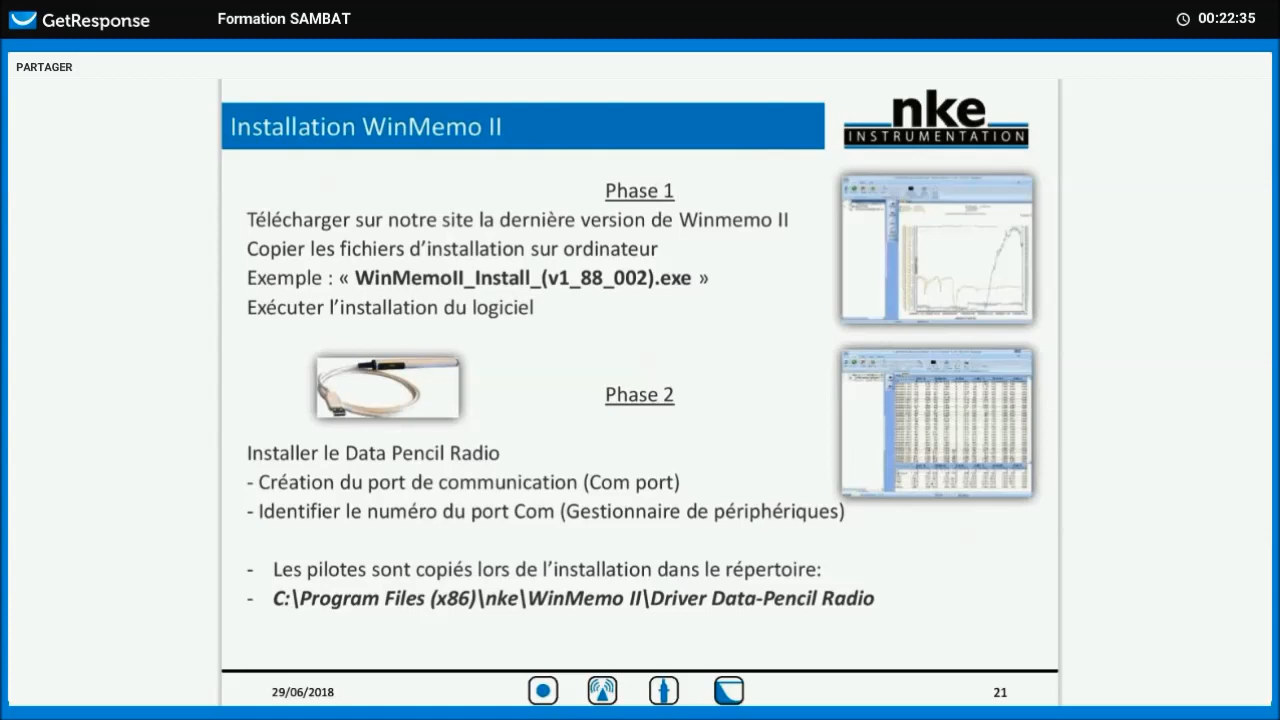 GetResponse
Formation SAMBAT
00:22:35
PARTAGER
Installation WinMemo II
nke
INSTRUMENTATION
Phase 1
Télécharger sur notre site la dernière version de Winmemo II
Copier les fichiers d’installation sur ordinateur
Exemple : « WinMemoII_Install_(v1_88_002).exe »
Exécuter l’installation du logiciel
Phase 2
Installer le Data Pencil Radio
- Création du port de communication (Com port)
- Identifier le numéro du port Com (Gestionnaire de périphériques)
- Les pilotes sont copiés lors de l’installation dans le répertoire:
- C:\Program Files (x86)\nke\WinMemo II\Driver Data-Pencil Radio
29/06/2018
21